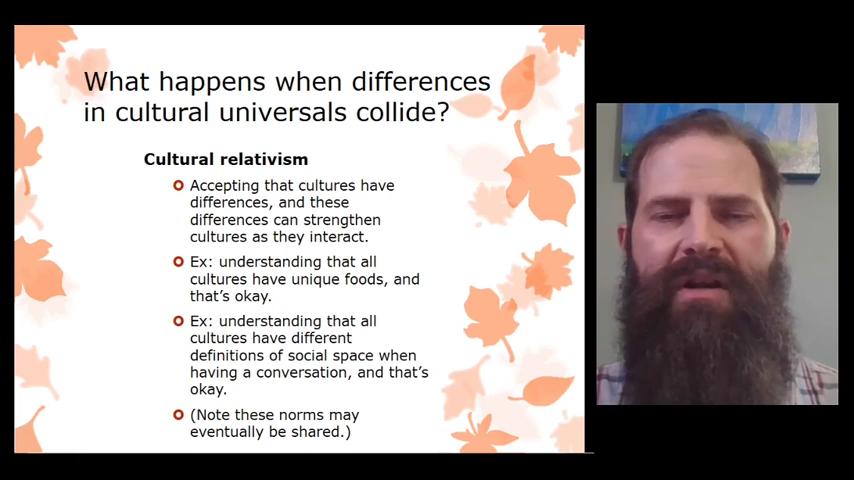 What happens when differences
in cultural universals collide?
Cultural relativism
Accepting that cultures have
differences, and these
differences can strengthen
cultures as they interact.
Ex: understanding that all
cultures have unique foods, and
that’s okay.
Ex: understanding that all
cultures have different
definitions of social space when
having a conversation, and that’s
okay.
(Note these norms may
eventually be shared.)